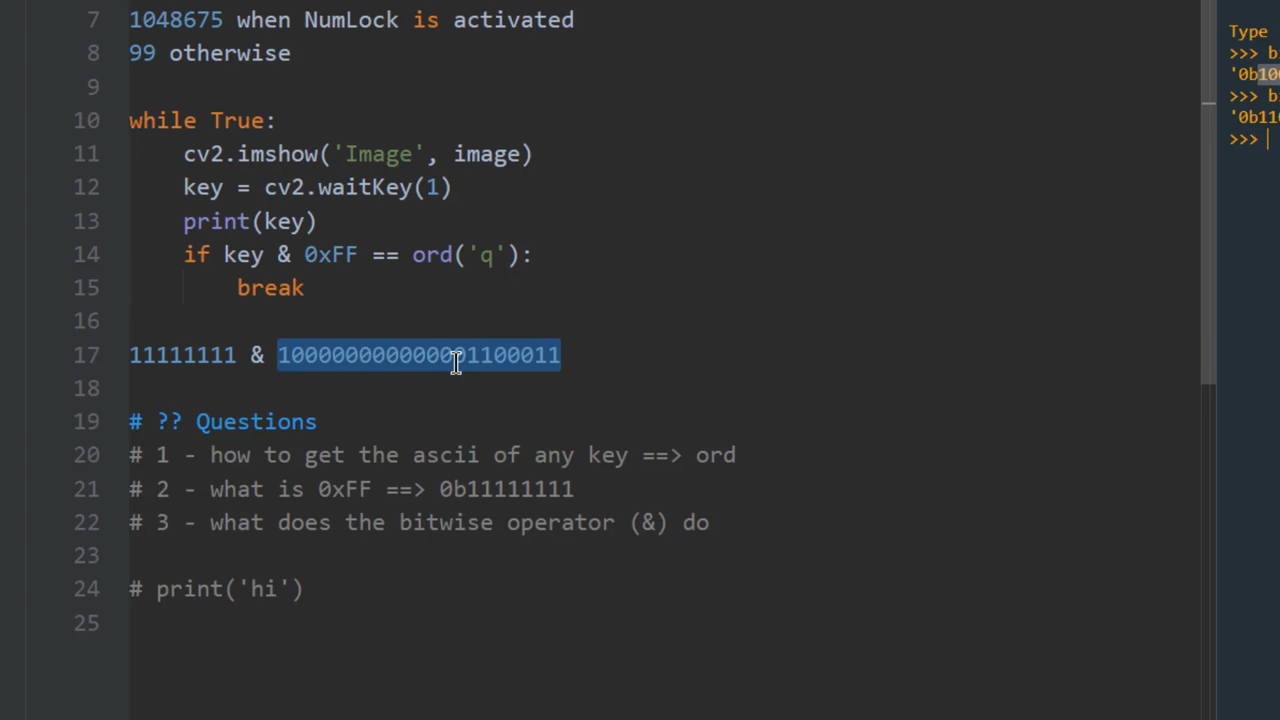 7 1048675 when NumLock is activated
8 99 otherwise
9
10 while True:
11 cv2.imshow('Image', image)
12 key = cv2.waitKey(1)
13 print(key)
14 if key & 0xFF == ord('q'):
15 break
16
17 11111111 & 100000000000001100011
18
19 # ?? Questions
20 # 1 - how to get the ascii of any key ==> ord
21 # 2 - what is 0xFF ==> 0b11111111
22 # 3 - what does the bitwise operator (&) do
23
24 # print('hi')
25
Type
>>> b
'0b10
>>> b
'0b11
>>>